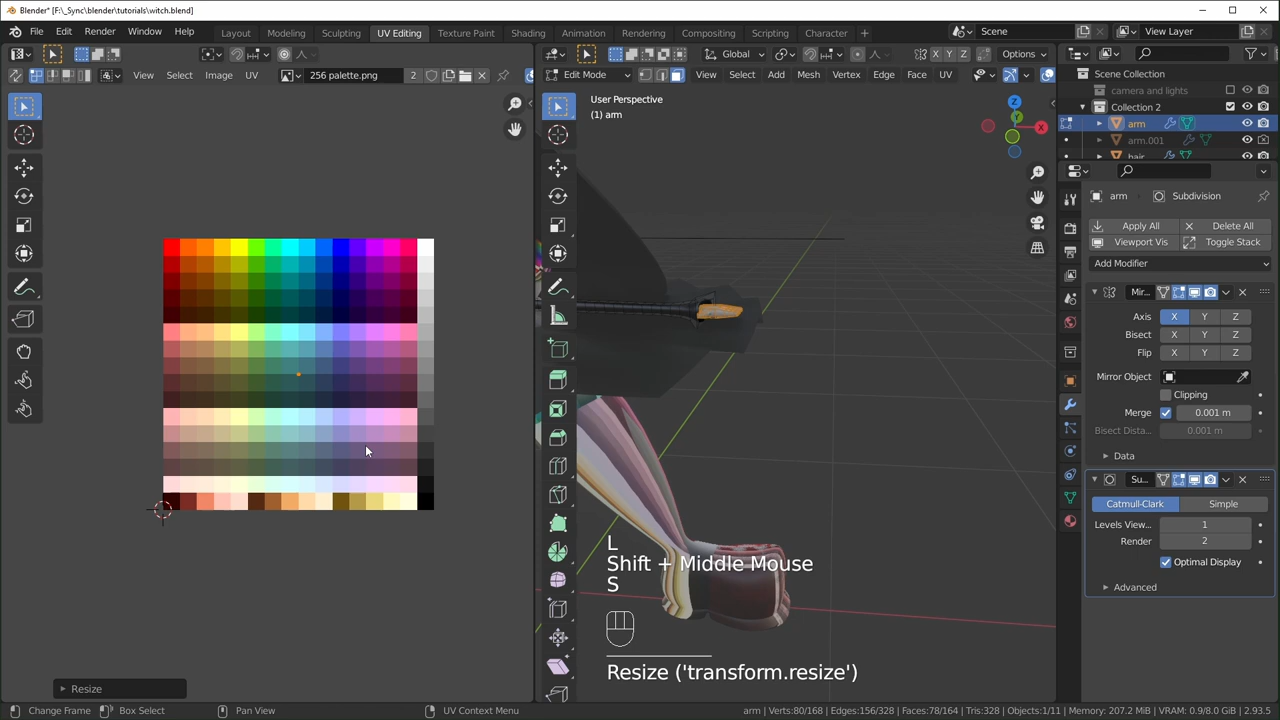 Blender* [F:\_Sync\blender\tutorials\witch.blend]
File Edit Render Window Help Layout Modeling Sculpting UV Editing Texture Paint Shading Animation Rendering Compositing Scripting Character Scene View Layer
Global X Y Z Options
View Select Image UV 256 palette.png 2 Edit Mode View Select Add Mesh Vertex Edge Face UV
Scene Collection
camera and lights
Collection 2
arm
arm.001
hair
User Perspective
(1) arm
Z
Y
X
arm Subdivision
Apply All Delete All
Viewport Vis Toggle Stack
Add Modifier
Mir...
Axis X Y Z
Bisect X Y Z
Flip X Y Z
Mirror Object
Clipping
Merge 0.001 m
Bisect Dista... 0.001 m
Data
Su...
Catmull-Clark Simple
Levels View... 1
Render 2
Optimal Display
Advanced
L
Shift + Middle Mouse
S
Resize ('transform.resize')
Resize
Change Frame Box Select Pan View UV Context Menu arm | Verts:80/168 | Edges:156/328 | Faces:78/164 | Tris:328 | Objects:1/11 | Memory: 207.2 MiB | VRAM: 0.9/8.0 GiB | 2.93.5